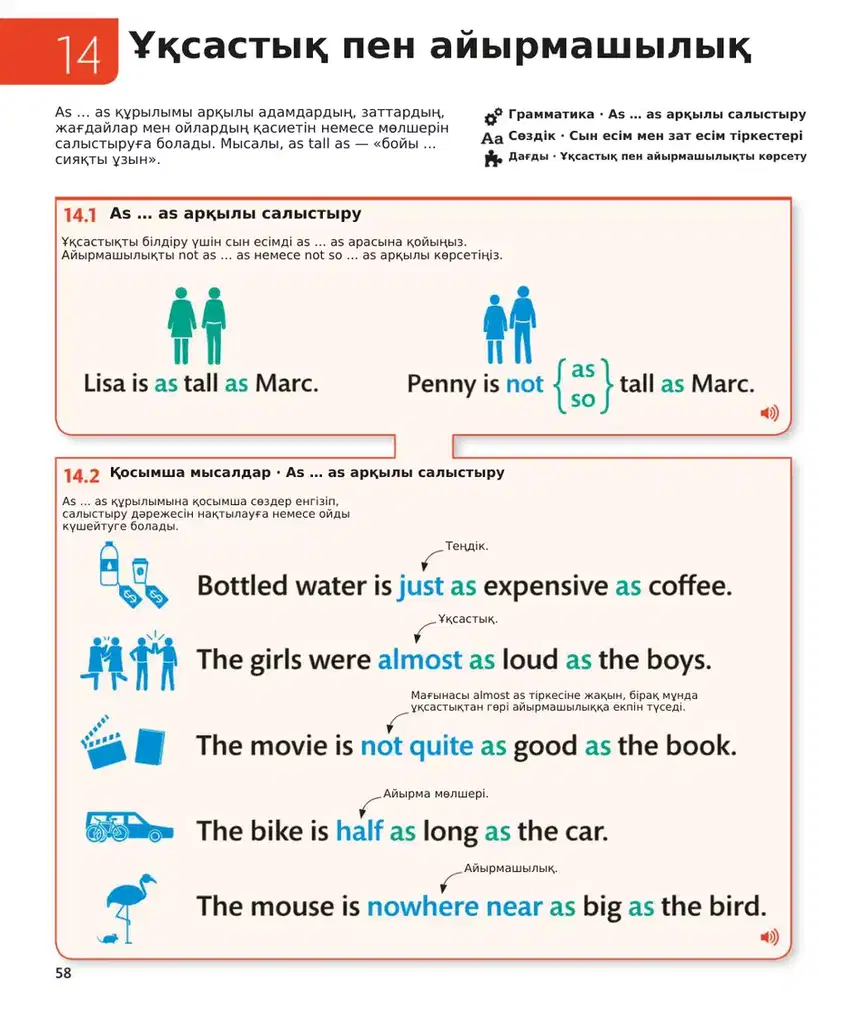 14
Ұқсастық пен айырмашылық
As ... as құрылымы арқылы адамдардың, заттардың,
жағдайлар мен ойлардың қасиетін немесе мөлшерін
салыстыруға болады. Мысалы, as tall as — «бойы ...
сияқты ұзын».
Грамматика · As ... as арқылы салыстыру
Aa Сөздік · Сын есім мен зат есім тіркестері
Дағды · Ұқсастық пен айырмашылықты көрсету
14.1 As ... as арқылы салыстыру
Ұқсастықты білдіру үшін сын есімді as ... as арасына қойыңыз.
Айырмашылықты not as ... as немесе not so ... as арқылы көрсетіңіз.
Lisa is as tall as Marc.
Penny is not { as so } tall as Marc.
14.2 Қосымша мысалдар · As ... as арқылы салыстыру
As ... as құрылымына қосымша сөздер енгізіп,
салыстыру дәрежесін нақтылауға немесе ойды
күшейтуге болады.
Теңдік.
Bottled water is just as expensive as coffee.
Ұқсастық.
The girls were almost as loud as the boys.
Мағынасы almost as тіркесіне жақын, бірақ мұнда
ұқсастықтан гөрі айырмашылыққа екпін түседі.
The movie is not quite as good as the book.
Айырма мөлшері.
The bike is half as long as the car.
Айырмашылық.
The mouse is nowhere near as big as the bird.
58